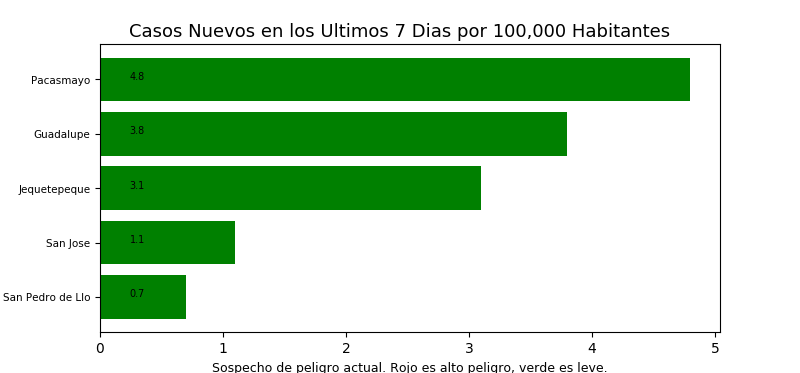 Casos Nuevos en los Ultimos 7 Dias por 100,000 Habitantes
Pacasmayo 4.8
Guadalupe 3.8
Jequetepeque 3.1
San Jose 1.1
San Pedro de Llo 0.7
0 1 2 3 4 5
Sospecho de peligro actual. Rojo es alto peligro, verde es leve.